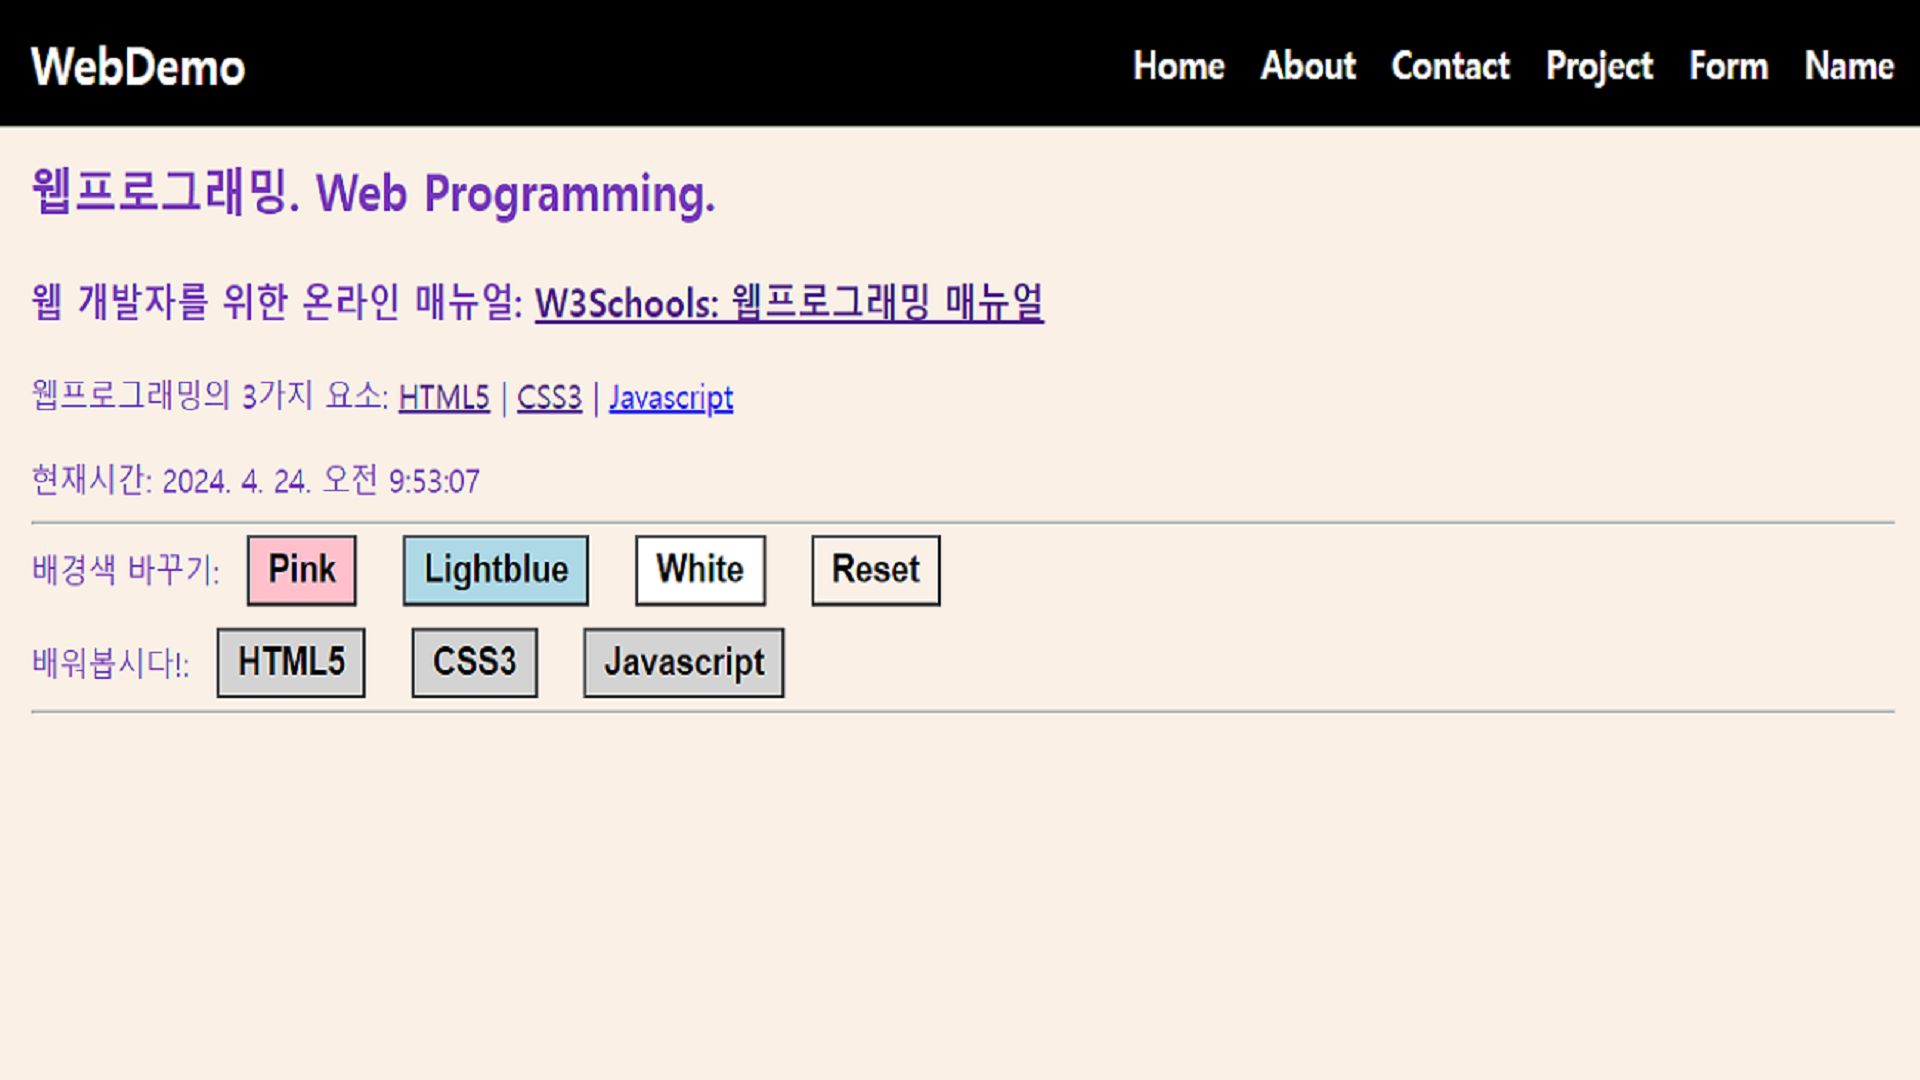 WebDemo Home About Contact Project Form Name
웹프로그래밍. Web Programming.
웹 개발자를 위한 온라인 매뉴얼: W3Schools: 웹프로그래밍 매뉴얼
웹프로그래밍의 3가지 요소: HTML5 | CSS3 | Javascript
현재시간: 2024. 4. 24. 오전 9:53:07
배경색 바꾸기: Pink Lightblue White Reset
배워봅시다!: HTML5 CSS3 Javascript